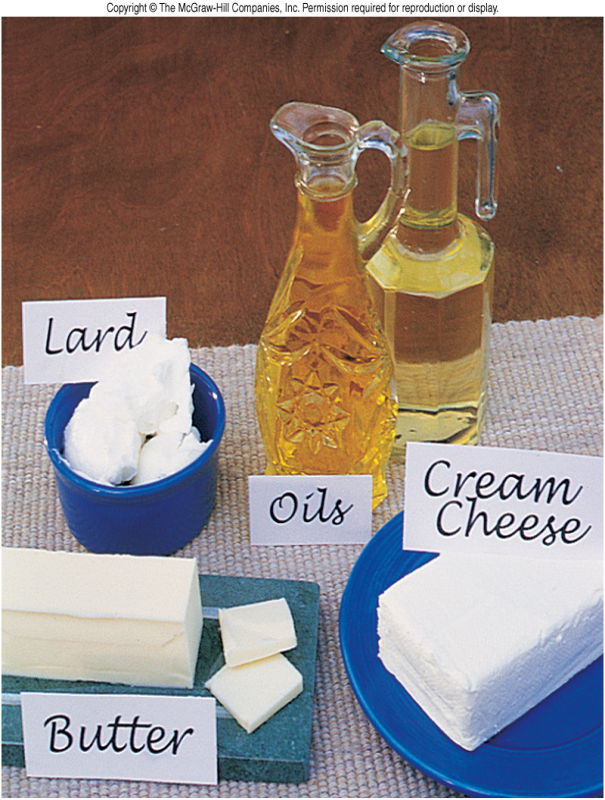 Copyright © The McGraw-Hill Companies, Inc. Permission required for reproduction or display.
Lard
Oils
Cream
Cheese
Butter